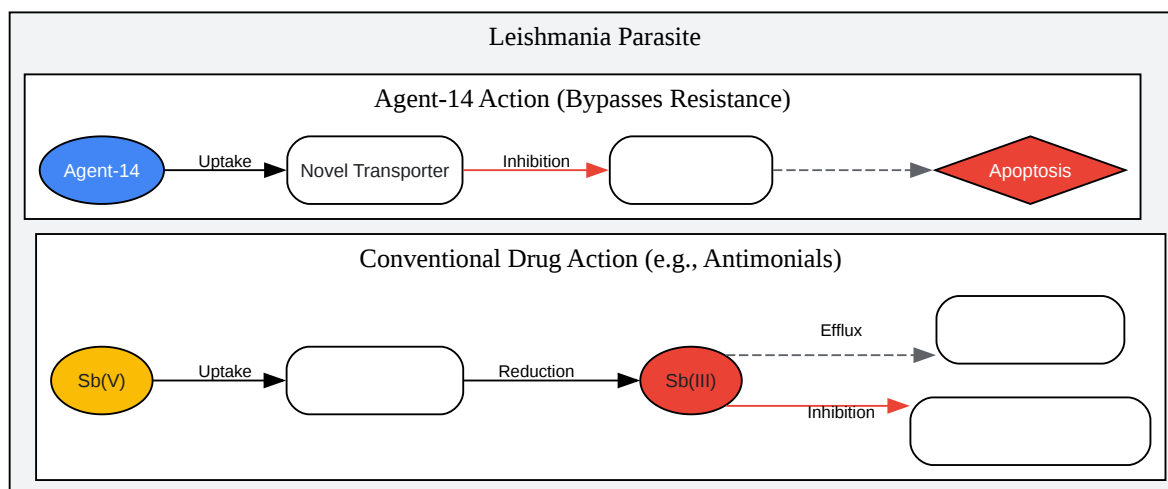 Leishmania Parasite
Agent-14 Action (Bypasses Resistance)
Agent-14
Uptake
Novel Transporter
Inhibition
Apoptosis
Conventional Drug Action (e.g., Antimonials)
Sb(V)
Uptake
Reduction
Sb(III)
Efflux
Inhibition